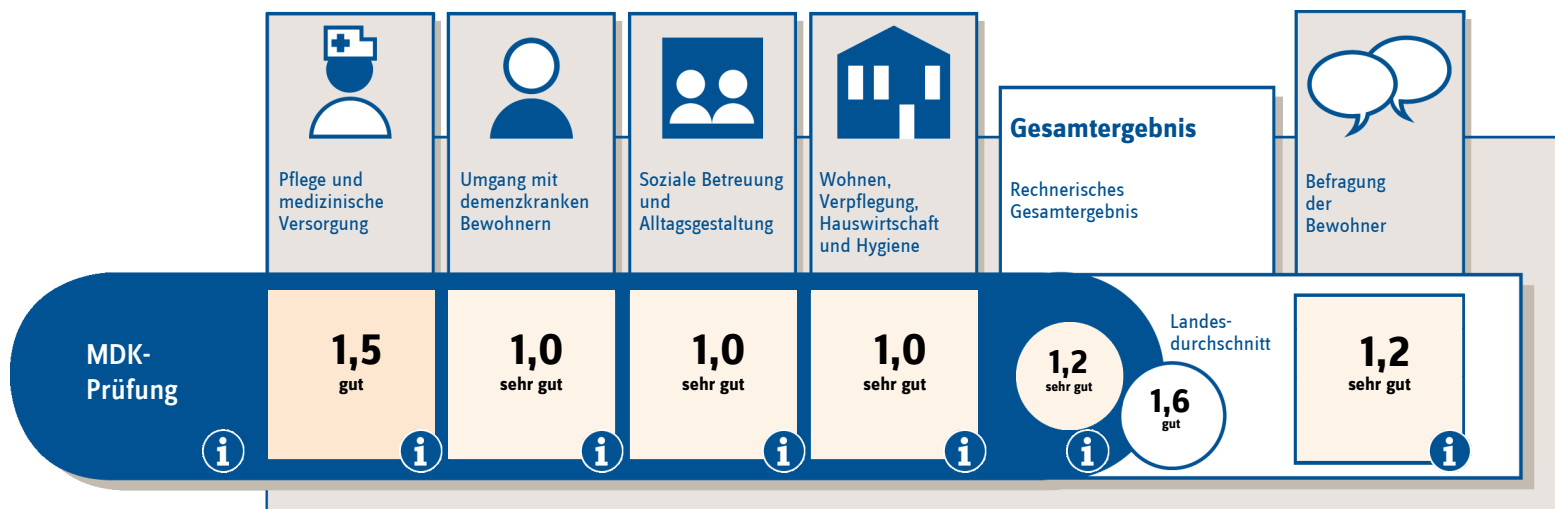 Pflege und
medizinische
Versorgung
Umgang mit
demenzkranken
Bewohnern
Soziale Betreuung
und
Alltagsgestaltung
Wohnen,
Verpflegung,
Hauswirtschaft
und Hygiene
Gesamtergebnis
Rechnerisches
Gesamtergebnis
Befragung
der
Bewohner
MDK-
Prüfung
i
1,5
gut
i
1,0
sehr gut
i
1,0
sehr gut
i
1,0
sehr gut
i
1,2
sehr gut
i
Landes-
durchschnitt
1,6
gut
1,2
sehr gut
i